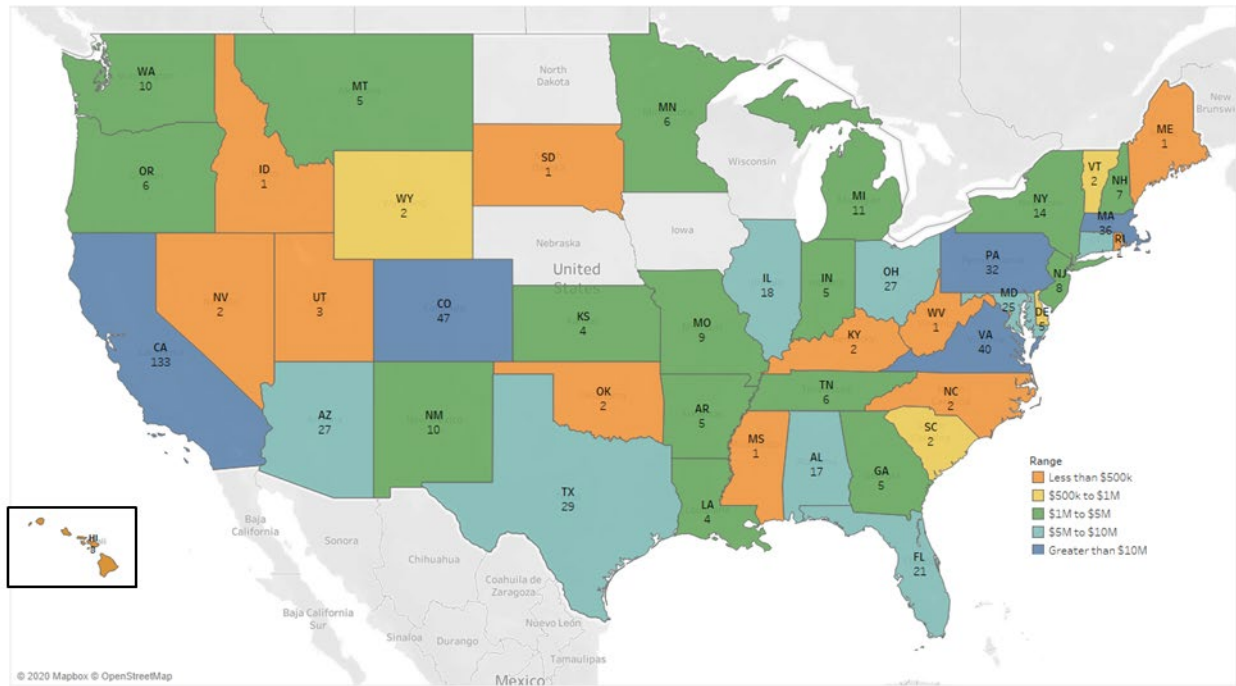 WA
10
MT
5
North
Dakota
MN
6
OR
6
ID
1
SD
1
WY
2
Wisconsin
MI
11
ME
1
New
VT
2
NH
7
NY
14
MA
36
RI
1
Nebraska
Iowa
United
States
NV
2
UT
3
CO
47
CA
133
KS
4
MO
9
IL
18
IN
5
OH
27
PA
32
NJ
8
MD
25
DE
5
WV
1
VA
40
KY
2
AZ
27
NM
10
OK
2
AR
5
TN
6
NC
2
SC
2
TX
29
LA
4
MS
1
AL
17
GA
5
FL
21
Range
Less than $500k
$500k to $1M
$1M to $5M
$5M to $10M
Greater than $10M
HI
Baja
California
Sonora
Chihuahua
Coahuila de
Zaragoza
Baja California
Sur
Sinaloa
Durango
Nuevo León
Tamaulipas
Mexico
© 2020 Mapbox © OpenStreetMap